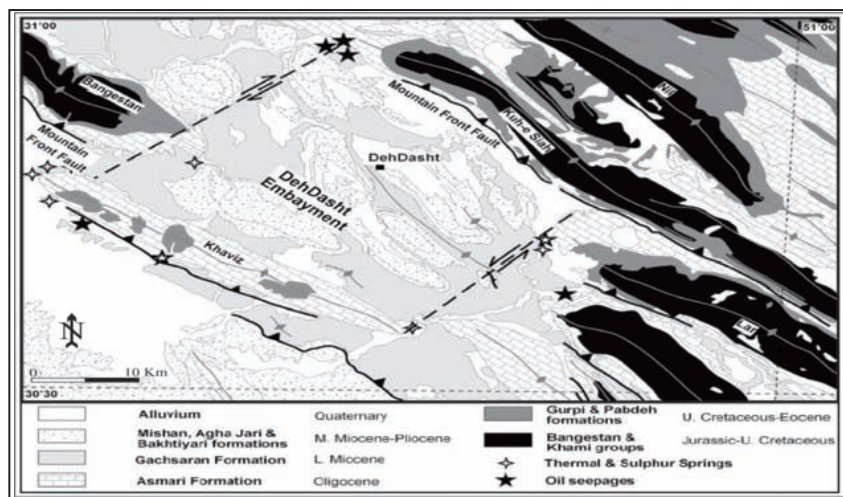 31'00
51'00
Bangestan
Mountain
Front Fault
Mountain Front Fault
Kuh-e Siah
Nil
DehDasht
DehDasht
Embayment
Khaviz
Lar
N
0 10 Km
30'30
Alluvium Quaternary
Mishan, Agha Jari &
Bakhtiyari formations M. Miocene-Pliocene
Gachsaran Formation L. Miocene
Asmari Formation Oligocene
Gurpi & Pabdeh
formations U. Cretaceous-Eocene
Bangestan &
Khami groups Jurassic-U. Cretaceous
Thermal & Sulphur Springs
Oil seepages